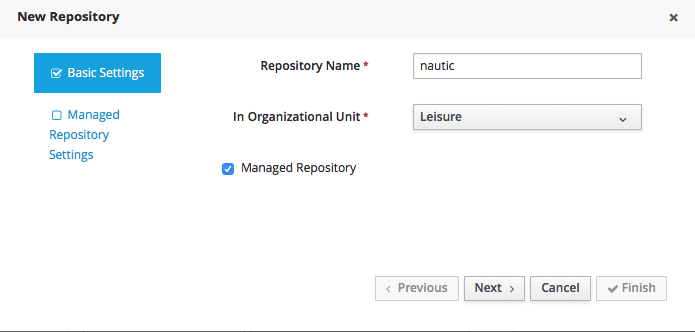 New Repository
Basic Settings
Managed
Repository
Settings
Repository Name *
nautic
In Organizational Unit *
Leisure
Managed Repository
Previous
Next
Cancel
Finish